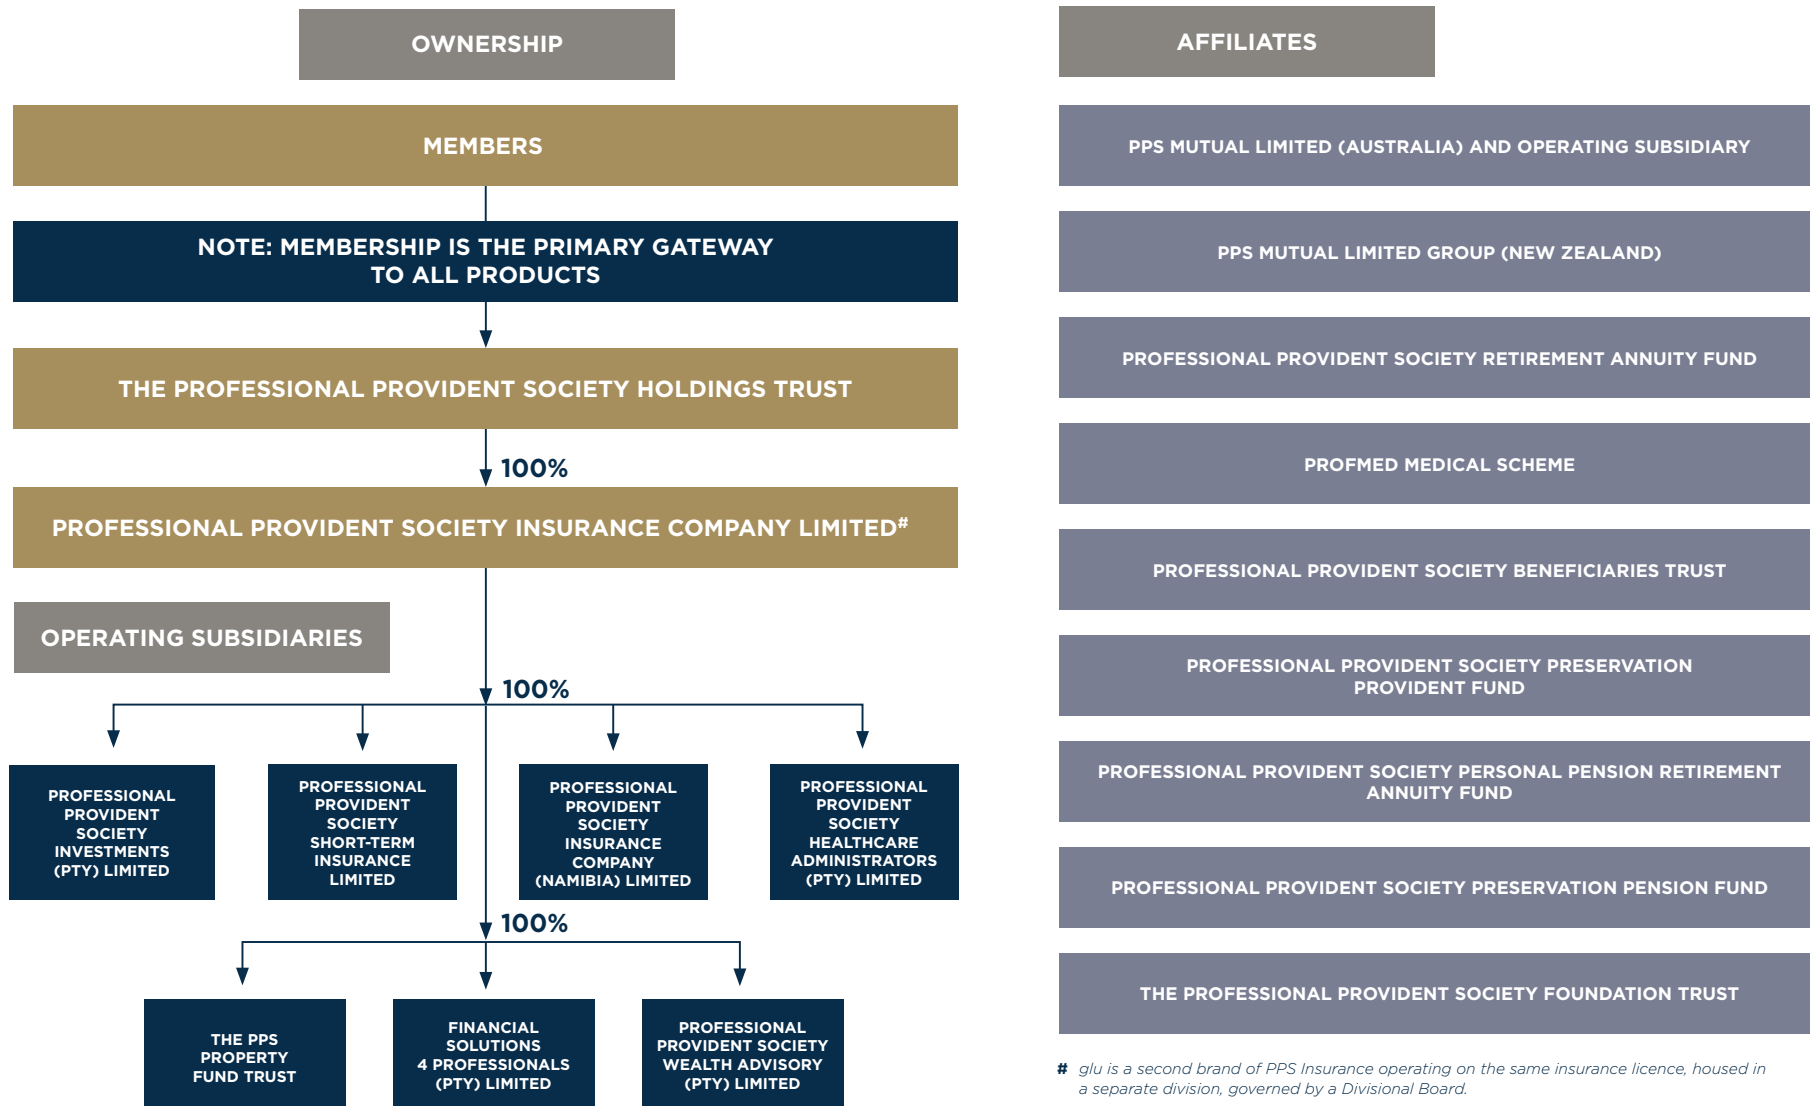 OWNERSHIP
MEMBERS
NOTE: MEMBERSHIP IS THE PRIMARY GATEWAY
TO ALL PRODUCTS
THE PROFESSIONAL PROVIDENT SOCIETY HOLDINGS TRUST
100%
PROFESSIONAL PROVIDENT SOCIETY INSURANCE COMPANY LIMITED#
OPERATING SUBSIDIARIES
100%
PROFESSIONAL
PROVIDENT
SOCIETY
INVESTMENTS
(PTY) LIMITED
PROFESSIONAL
PROVIDENT
SOCIETY
SHORT-TERM
INSURANCE
LIMITED
PROFESSIONAL
PROVIDENT
SOCIETY
INSURANCE
COMPANY
(NAMIBIA) LIMITED
PROFESSIONAL
PROVIDENT
SOCIETY
HEALTHCARE
ADMINISTRATORS
(PTY) LIMITED
100%
THE PPS
PROPERTY
FUND TRUST
FINANCIAL
SOLUTIONS
4 PROFESSIONALS
(PTY) LIMITED
PROFESSIONAL
PROVIDENT SOCIETY
WEALTH ADVISORY
(PTY) LIMITED
AFFILIATES
PPS MUTUAL LIMITED (AUSTRALIA) AND OPERATING SUBSIDIARY
PPS MUTUAL LIMITED GROUP (NEW ZEALAND)
PROFESSIONAL PROVIDENT SOCIETY RETIREMENT ANNUITY FUND
PROFMED MEDICAL SCHEME
PROFESSIONAL PROVIDENT SOCIETY BENEFICIARIES TRUST
PROFESSIONAL PROVIDENT SOCIETY PRESERVATION
PROVIDENT FUND
PROFESSIONAL PROVIDENT SOCIETY PERSONAL PENSION RETIREMENT
ANNUITY FUND
PROFESSIONAL PROVIDENT SOCIETY PRESERVATION PENSION FUND
THE PROFESSIONAL PROVIDENT SOCIETY FOUNDATION TRUST
# glu is a second brand of PPS Insurance operating on the same insurance licence, housed in
a separate division, governed by a Divisional Board.